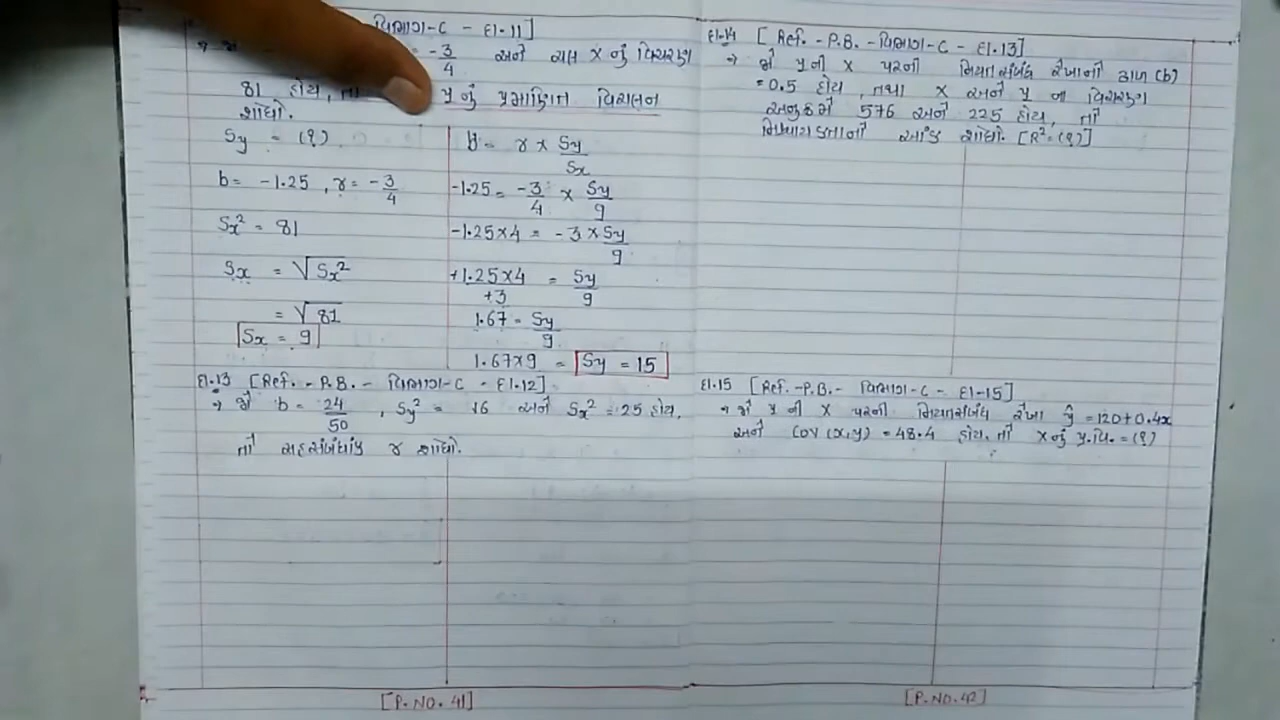 વિભાગ-C - દા.11]
-3/4 અને ચલ X નું વિચરણ
81 હોય, તો y નું પ્રમાણિત વિચલન
શોધો.
Sy = (?)
b = -1.25 , r = -3/4
Sx² = 81
Sx = √Sx²
= √81
Sx = 9
b = r × Sy/Sx
-1.25 = -3/4 × Sy/9
-1.25×4 = -3 × Sy/9
+1.25×4/+3 = Sy/9
1.67 = Sy/9
1.67×9 = Sy = 15
દા.13 [Ref. - P.B. - વિભાગ-C - દા.12]
→ જો b = 24/50 , Sy² = 16 અને Sx² = 25 હોય,
તો સહસંબંધાંક r શોધો.
[P. NO. 41]
દા.14 [Ref. - P.B. - વિભાગ-C - દા.13]
→ જો y ની X પરની નિયતસંબંધ રેખાનો ઢાળ (b)
= 0.5 હોય, તથા X અને y ના વિચરણ
અનુક્રમે 576 અને 225 હોય, તો
નિશ્ચાયકતાનો આંક શોધો. [R² = (?)]
દા.15 [Ref. - P.B. - વિભાગ-C - દા-15]
→ જો y ની X પરની નિયતસંબંધ રેખા ŷ = 120+0.4x
અને Cov (x,y) = 48.4 હોય. તો X નું પ્ર.વિ. = (?)
[P. NO. 42]